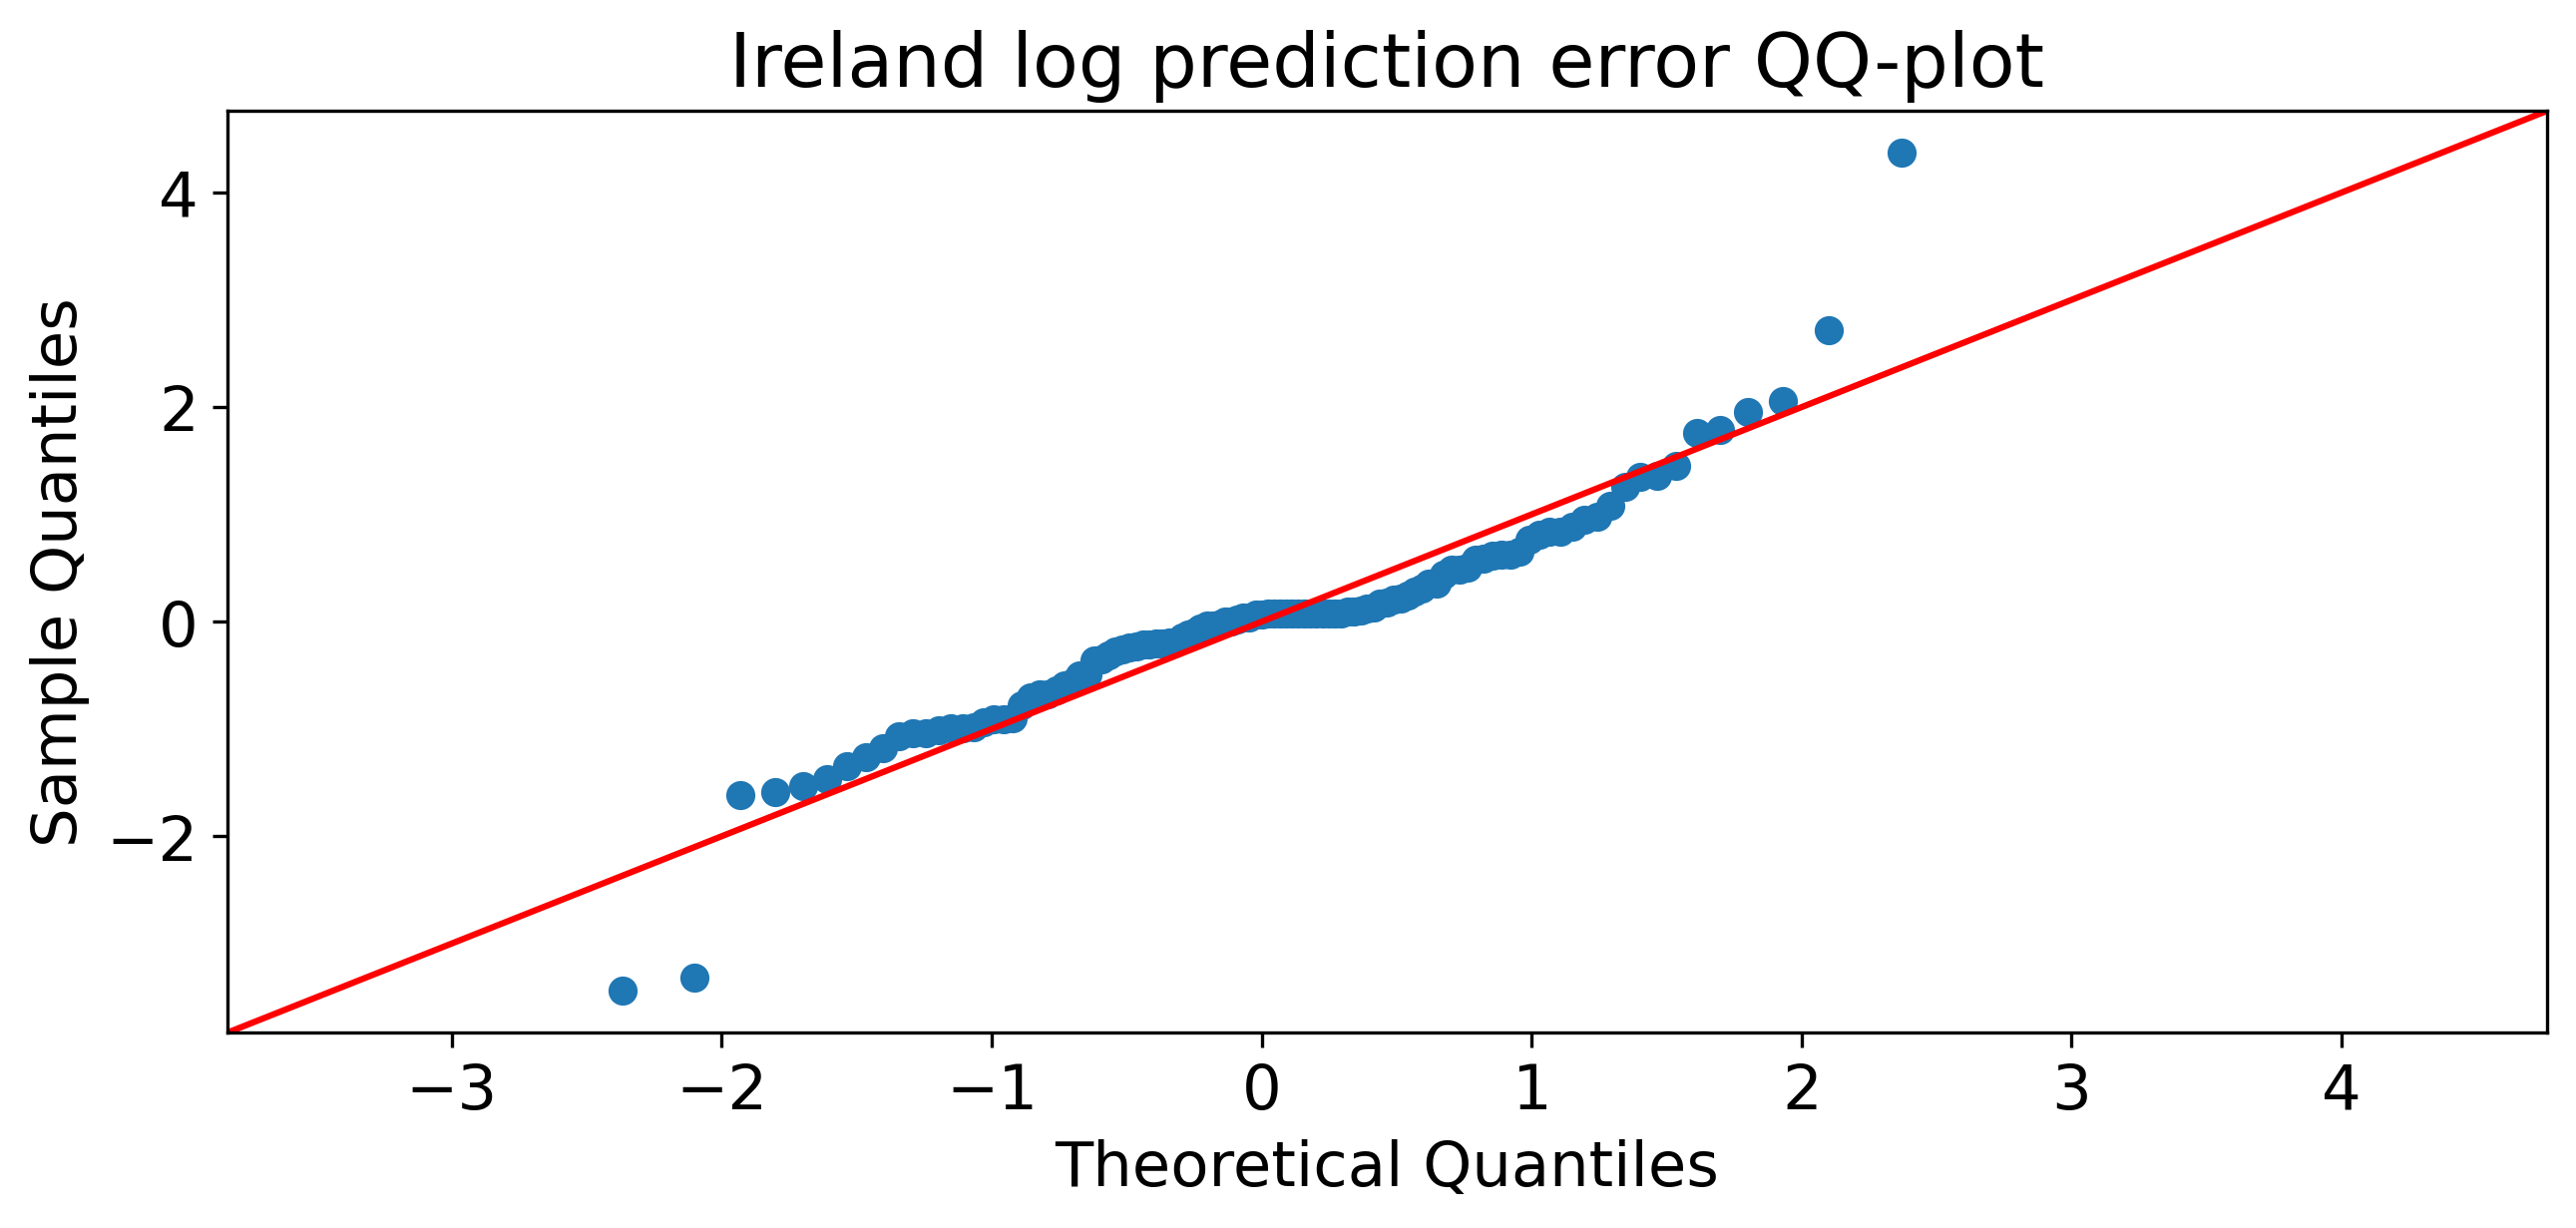 Ireland log prediction error QQ-plot
Sample Quantiles
4
2
0
−2
−3 −2 −1 0 1 2 3 4
Theoretical Quantiles